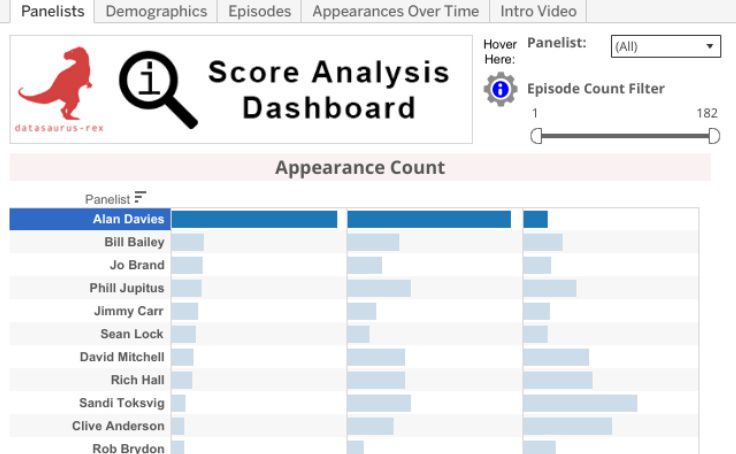 Panelists Demographics Episodes Appearances Over Time Intro Video
datasaurus-rex
i
Score Analysis
Dashboard
Hover
Here:
i
Panelist: (All)
Episode Count Filter
1 182
Appearance Count
Panelist
Alan Davies
Bill Bailey
Jo Brand
Phill Jupitus
Jimmy Carr
Sean Lock
David Mitchell
Rich Hall
Sandi Toksvig
Clive Anderson
Rob Brydon